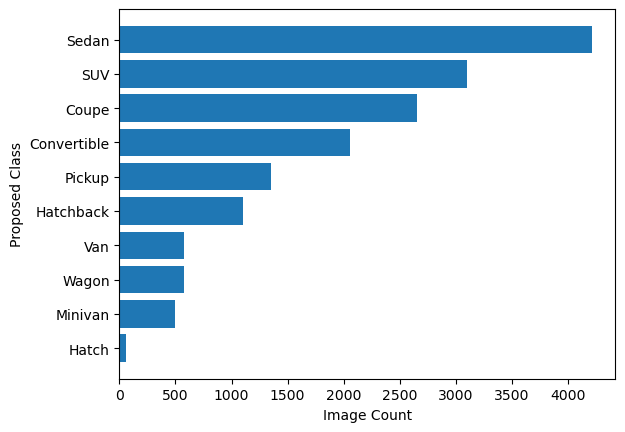 Sedan
SUV
Coupe
Convertible
Pickup
Hatchback
Van
Wagon
Minivan
Hatch
Proposed Class
0 500 1000 1500 2000 2500 3000 3500 4000
Image Count